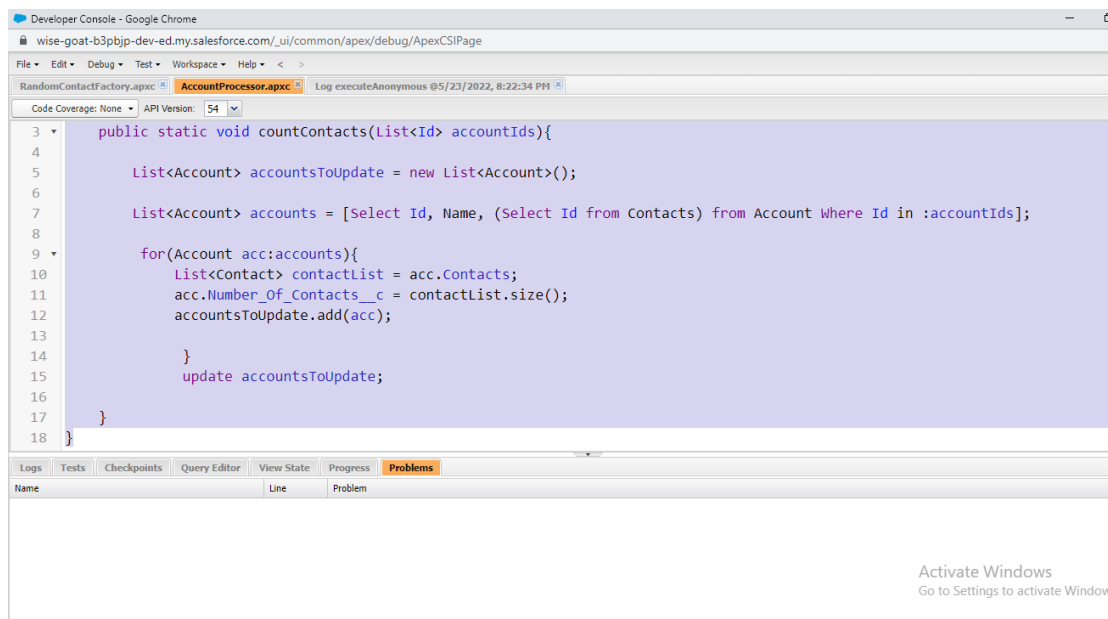 Developer Console - Google Chrome
wise-goat-b3pbjp-dev-ed.my.salesforce.com/_ui/common/apex/debug/ApexCSIPage
File Edit Debug Test Workspace Help < >
RandomContactFactory.apxc AccountProcessor.apxc Log executeAnonymous @5/23/2022, 8:22:34 PM
Code Coverage: None API Version: 54
3 public static void countContacts(List<Id> accountIds){
4
5 List<Account> accountsToUpdate = new List<Account>();
6
7 List<Account> accounts = [Select Id, Name, (Select Id from Contacts) from Account Where Id in :accountIds];
8
9 for(Account acc:accounts){
10 List<Contact> contactList = acc.Contacts;
11 acc.Number_Of_Contacts__c = contactList.size();
12 accountsToUpdate.add(acc);
13
14 }
15 update accountsToUpdate;
16
17 }
18 }
Logs Tests Checkpoints Query Editor View State Progress Problems
Name Line Problem
Activate Windows
Go to Settings to activate Window